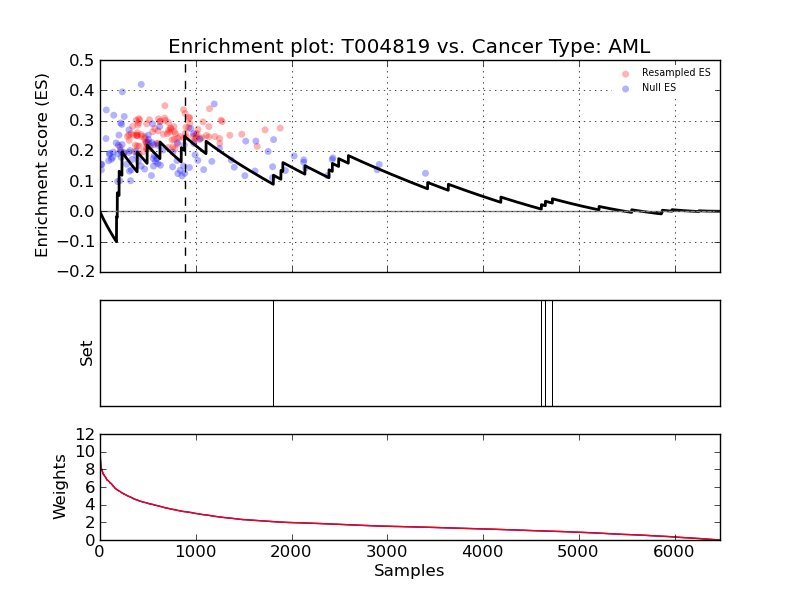 Enrichment plot: T004819 vs. Cancer Type: AML
Enrichment score (ES)
0.5
0.4
0.3
0.2
0.1
0.0
−0.1
−0.2
Resampled ES
Null ES
Set
Weights
12
10
8
6
4
2
0
0 1000 2000 3000 4000 5000 6000
Samples